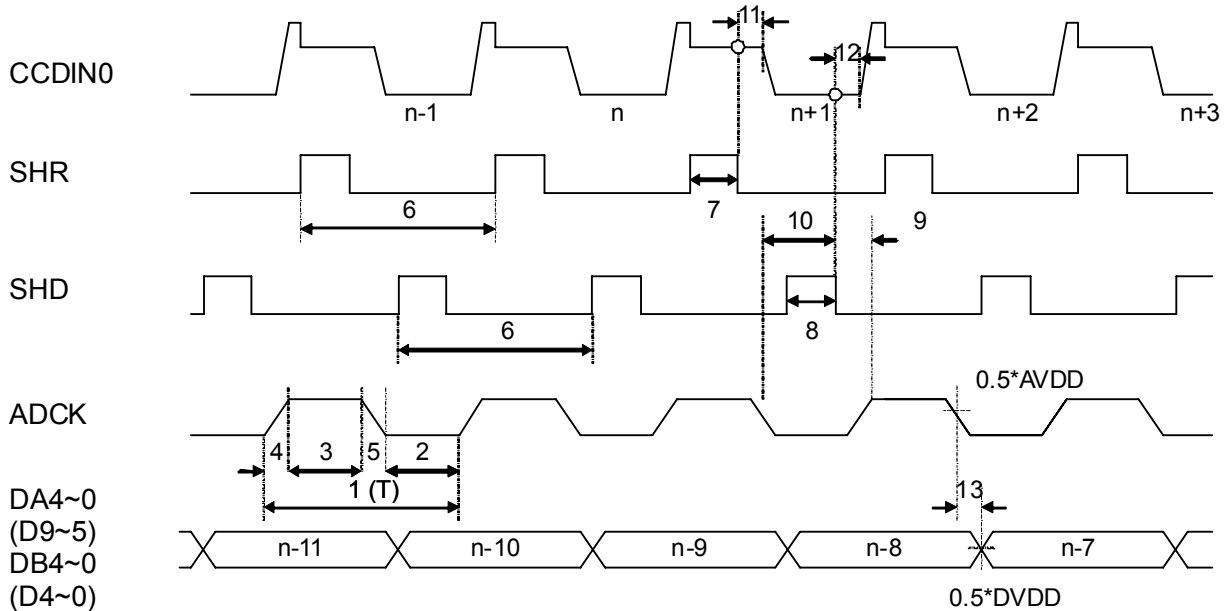 11
12
CCDIN0
n-1 n n+1 n+2 n+3
SHR
6 7 10 9
SHD
6 8
0.5*AVDD
ADCK
4 3 5 2
1 (T)
13
DA4~0
(D9~5)
DB4~0
(D4~0)
n-11 n-10 n-9 n-8 n-7
0.5*DVDD